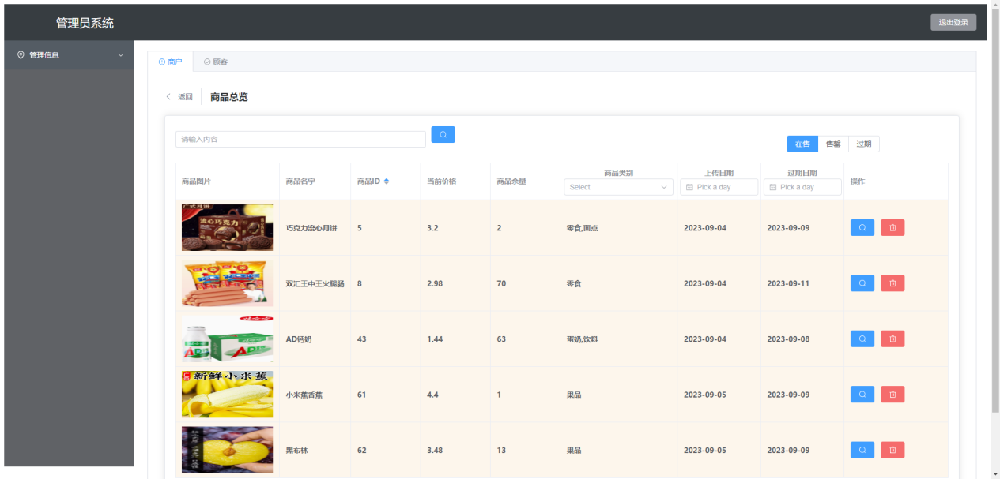 管理员系统
退出登录
管理信息
商户
顾客
返回
商品总览
请输入内容
在售
售罄
过期
商品图片
商品名字
商品ID
当前价格
商品余量
商品类别
Select
上传日期
Pick a day
过期日期
Pick a day
操作
广式月饼
流心巧克力
巧克力流心月饼 5 3.2 2 零食,面点 2023-09-04 2023-09-09
双汇王中王火腿肠 8 2.98 70 零食 2023-09-04 2023-09-11
AD
AD
AD钙奶 43 1.44 63 蛋奶,饮料 2023-09-04 2023-09-08
新鲜小米蕉
小米蕉香蕉 61 4.4 1 果品 2023-09-05 2023-09-09
黑布林 62 3.48 13 果品 2023-09-05 2023-09-09